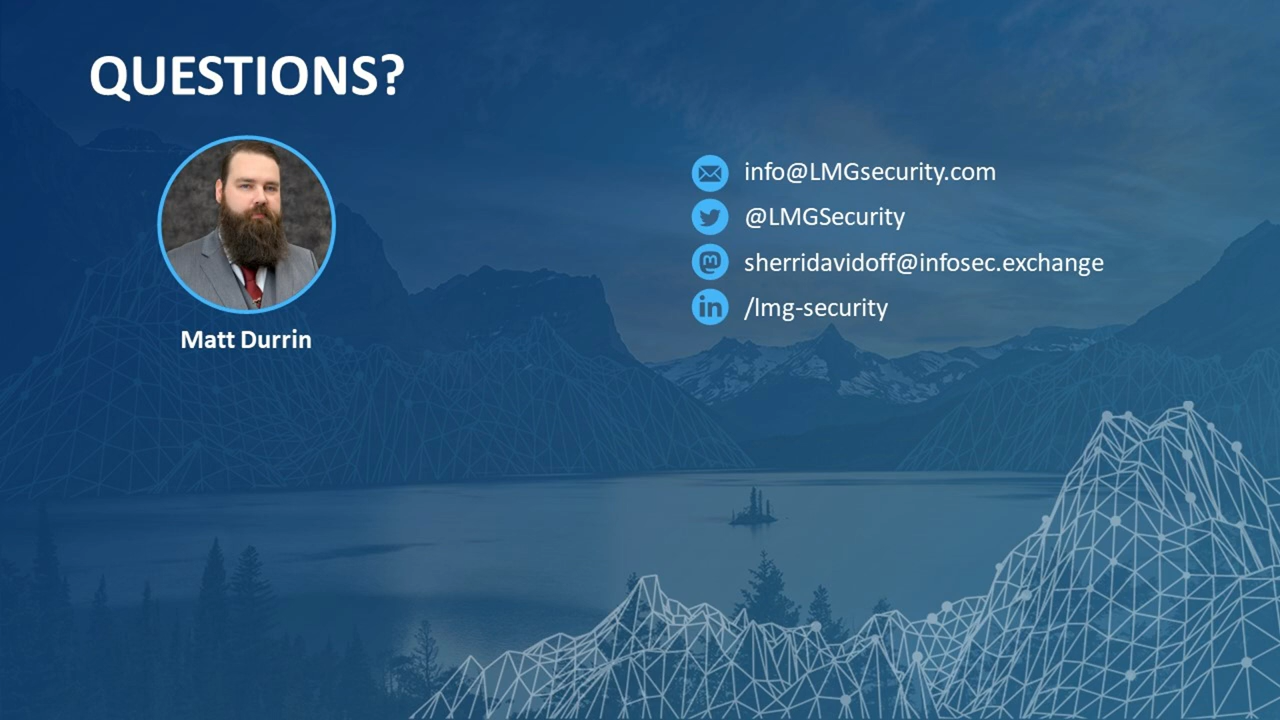 QUESTIONS?
Matt Durrin
info@LMGsecurity.com
@LMGSecurity
sherridavidoff@infosec.exchange
/lmg-security